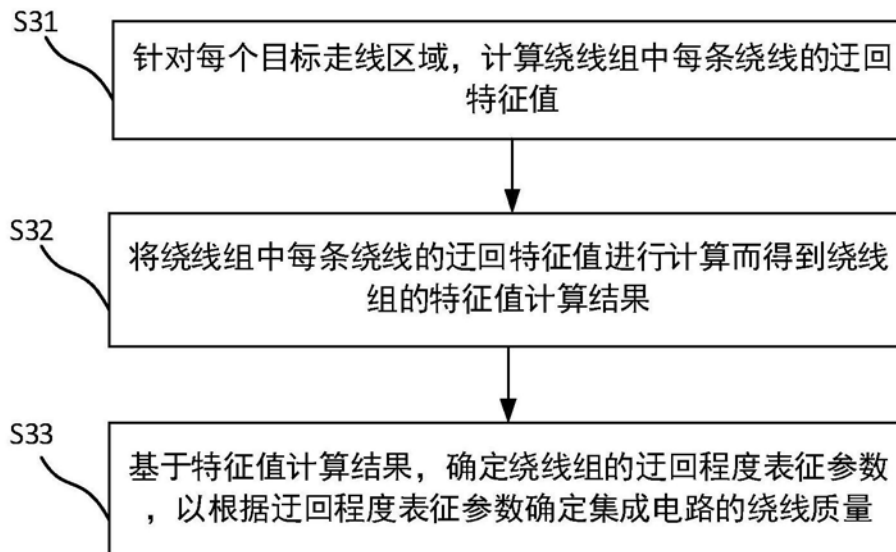 S31
针对每个目标走线区域，计算绕线组中每条绕线的迂回
特征值
S32
将绕线组中每条绕线的迂回特征值进行计算而得到绕线
组的特征值计算结果
S33
基于特征值计算结果，确定绕线组的迂回程度表征参数
，以根据迂回程度表征参数确定集成电路的绕线质量